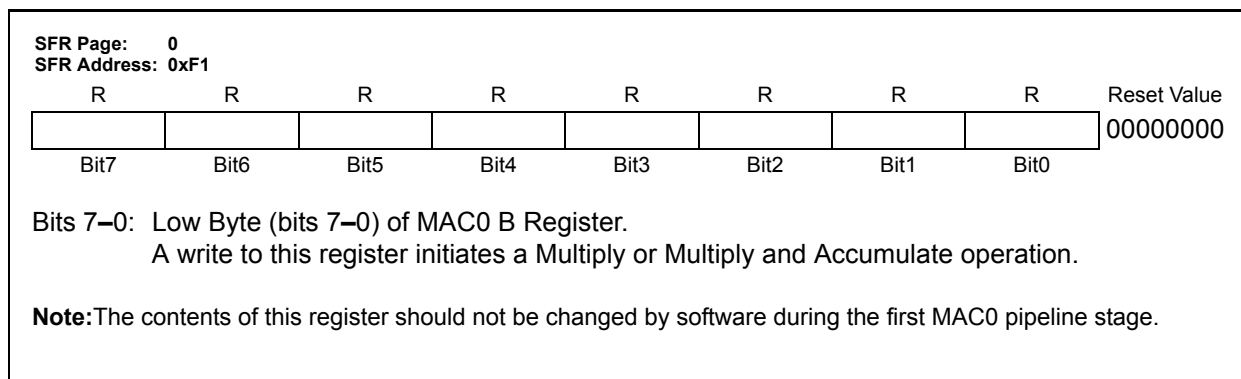 SFR Page: 0
SFR Address: 0xF1
R R R R R R R R Reset Value
00000000
Bit7 Bit6 Bit5 Bit4 Bit3 Bit2 Bit1 Bit0
Bits 7–0: Low Byte (bits 7–0) of MAC0 B Register.
A write to this register initiates a Multiply or Multiply and Accumulate operation.
Note:The contents of this register should not be changed by software during the first MAC0 pipeline stage.